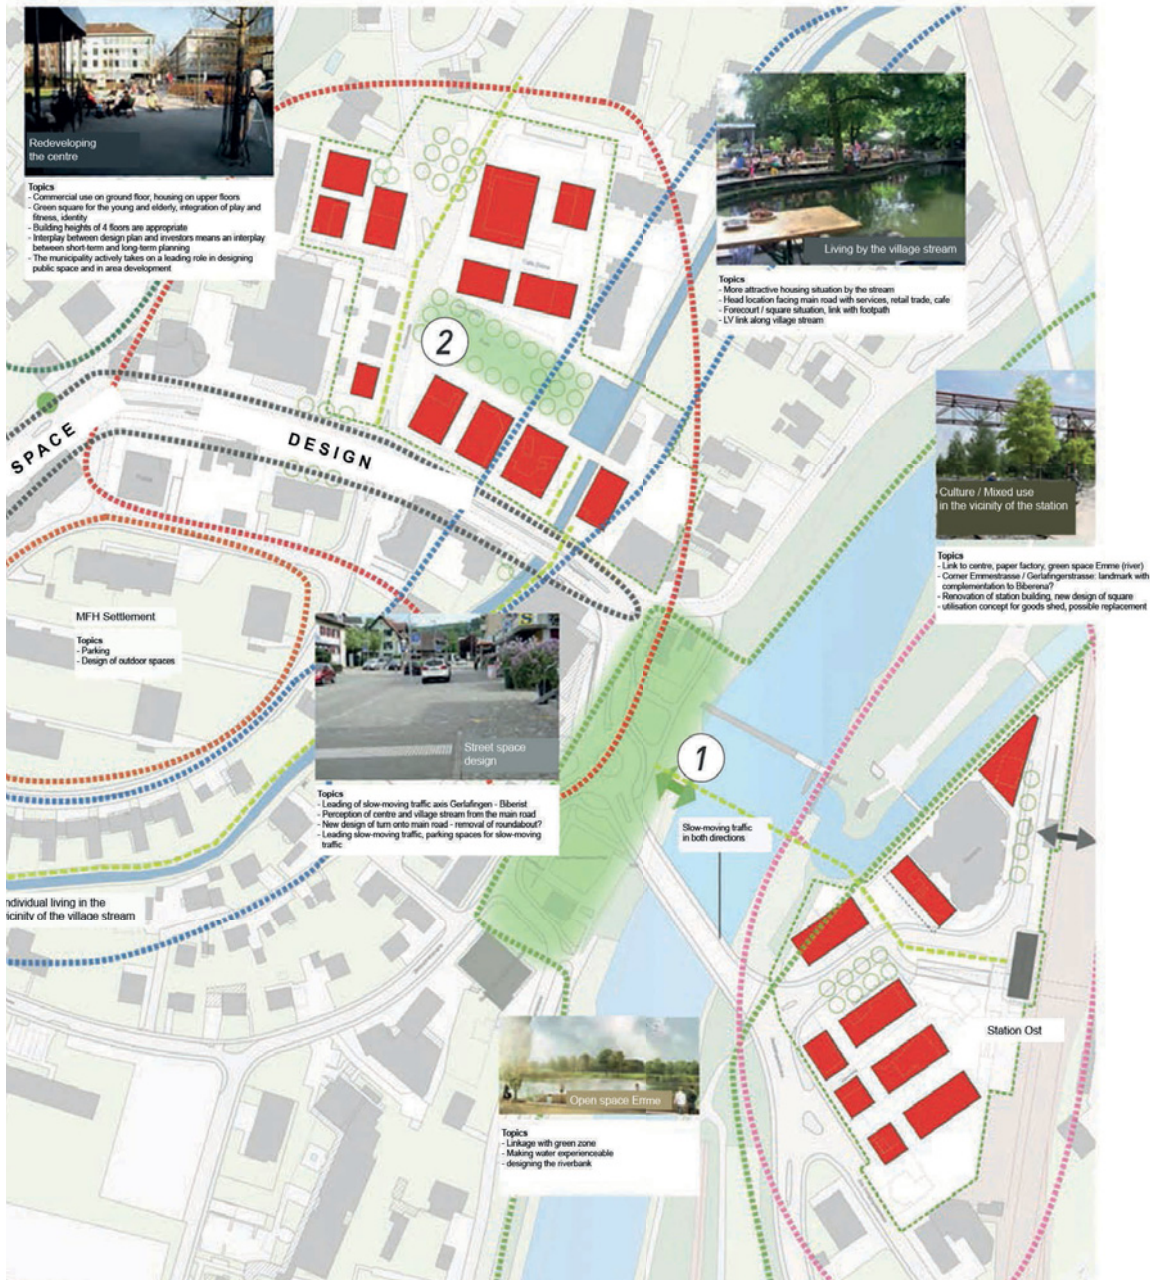 Redeveloping
the centre
Topics
- Commercial use on ground floor, housing on upper floors
- Green square for the young and elderly, integration of play and
fitness, identity
- Building heights of 4 floors are appropriate
- Interplay between design plan and investors means an interplay
between short-term and long-term planning
- The municipality actively takes on a leading role in designing
public space and in area development
Living by the village stream
Topics
- More attractive housing situation by the stream
- Head location facing main road with services, retail trade, cafe
- Forecourt / square situation, link with footpath
- LV link along village stream
2
SPACE
DESIGN
Culture / Mixed use
in the vicinity of the station
Topics
- Link to centre, paper factory, green space Emme (river)
- Corner Emmestrasse / Gerlafingerstrasse: landmark with
complementation to Biberena?
- Renovation of station building, new design of square
- utilisation concept for goods shed, possible replacement
MFH Settlement
Topics
- Parking
- Design of outdoor spaces
Street space
design
Topics
- Leading of slow-moving traffic axis Gerlafingen - Biberist
- Perception of centre and village stream from the main road
- New design of turn onto main road - removal of roundabout?
- Leading slow-moving traffic, parking spaces for slow-moving
traffic
1
Slow-moving traffic
in both directions
ndividual living in the
icinity of the village stream
Station Ost
Open space Emme
Topics
- Linkage with green zone
- Making water experienceable
- designing the riverbank